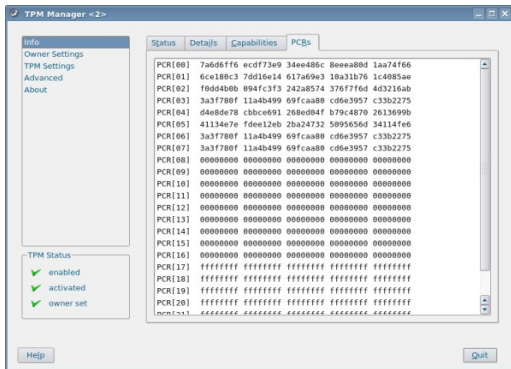 TPM Manager <2>
Info
Owner Settings
TPM Settings
Advanced
About
Status Details Capabilities PCRs
PCR[00] 7a6d6ff6 ecdf73e9 34ee486c 8eeea80d 1aa74f66
PCR[01] 6ce180c3 7dd16e14 617a69e3 10a31b76 1c4085ae
PCR[02] f0dd4b0b 094fc3f3 242a8574 376f7f6d 4d3216ab
PCR[03] 3a3f780f 11a4b499 69fcaa80 cd6e3957 c33b2275
PCR[04] d4e8de78 cbbce691 268ed04f b79c4870 2613699b
PCR[05] 41134e7e fdee12eb 2ba24732 5095656d 34114fe6
PCR[06] 3a3f780f 11a4b499 69fcaa80 cd6e3957 c33b2275
PCR[07] 3a3f780f 11a4b499 69fcaa80 cd6e3957 c33b2275
PCR[08] 00000000 00000000 00000000 00000000 00000000
PCR[09] 00000000 00000000 00000000 00000000 00000000
PCR[10] 00000000 00000000 00000000 00000000 00000000
PCR[11] 00000000 00000000 00000000 00000000 00000000
PCR[12] 00000000 00000000 00000000 00000000 00000000
PCR[13] 00000000 00000000 00000000 00000000 00000000
PCR[14] 00000000 00000000 00000000 00000000 00000000
PCR[15] 00000000 00000000 00000000 00000000 00000000
PCR[16] 00000000 00000000 00000000 00000000 00000000
PCR[17] ffffffff ffffffff ffffffff ffffffff ffffffff
PCR[18] ffffffff ffffffff ffffffff ffffffff ffffffff
PCR[19] ffffffff ffffffff ffffffff ffffffff ffffffff
PCR[20] ffffffff ffffffff ffffffff ffffffff ffffffff
PCR[21] ffffffff ffffffff ffffffff ffffffff ffffffff
TPM Status
enabled
activated
owner set
Help
Quit